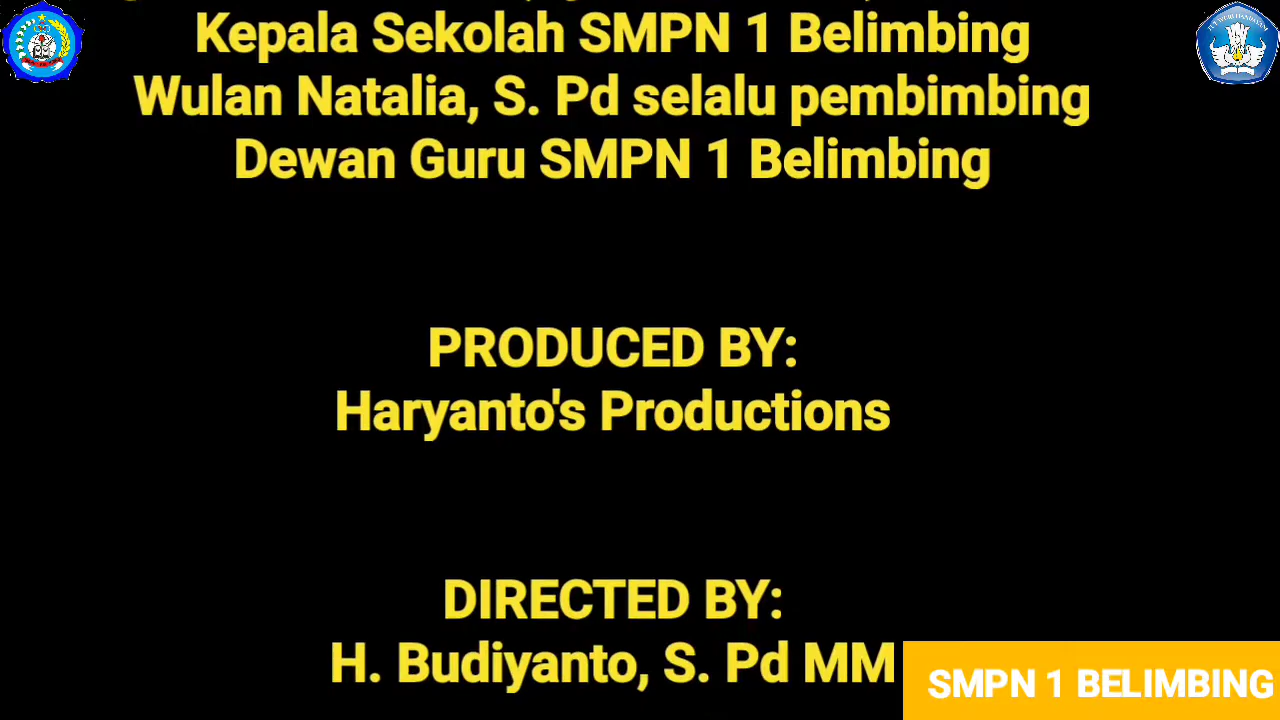 Kepala Sekolah SMPN 1 Belimbing
Wulan Natalia, S. Pd selalu pembimbing
Dewan Guru SMPN 1 Belimbing
PRODUCED BY:
Haryanto's Productions
DIRECTED BY:
H. Budiyanto, S. Pd MM
SMPN 1 BELIMBING